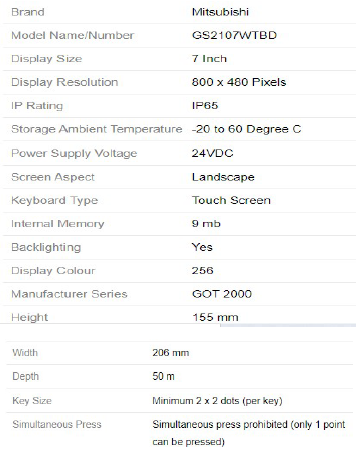 Brand Mitsubishi
Model Name/Number GS2107WTBD
Display Size 7 Inch
Display Resolution 800 x 480 Pixels
IP Rating IP65
Storage Ambient Temperature -20 to 60 Degree C
Power Supply Voltage 24VDC
Screen Aspect Landscape
Keyboard Type Touch Screen
Internal Memory 9 mb
Backlighting Yes
Display Colour 256
Manufacturer Series GOT 2000
Height 155 mm
Width 206 mm
Depth 50 m
Key Size Minimum 2 x 2 dots (per key)
Simultaneous Press Simultaneous press prohibited (only 1 point
can be pressed)